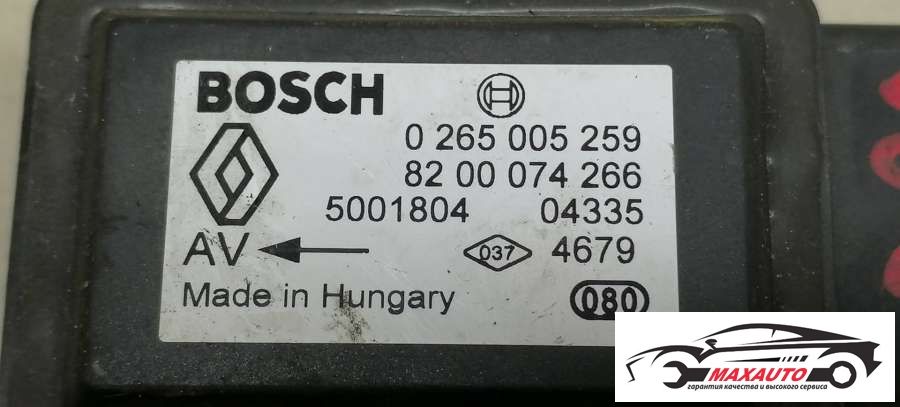 BOSCH
0 265 005 259
82 00 074 266
5001804 04335
AV 037 4679
Made in Hungary 080
MAXAUTO
гарантия качества и высокого сервиса